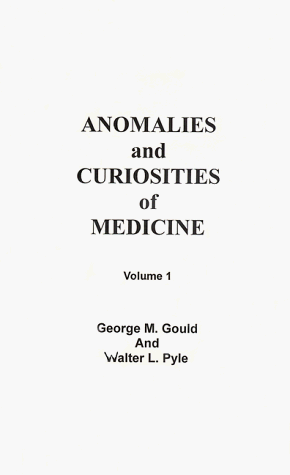 ANOMALIES
and
CURIOSITIES
of
MEDICINE
Volume 1
George M. Gould
And
Walter L. Pyle